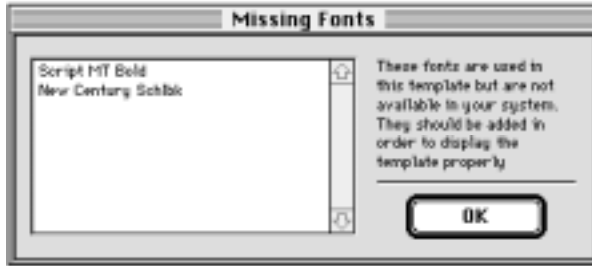 Missing Fonts
Script MT Bold
New Century Schlbk
These fonts are used in
this template but are not
available in your system.
They should be added in
order to display the
template properly
OK